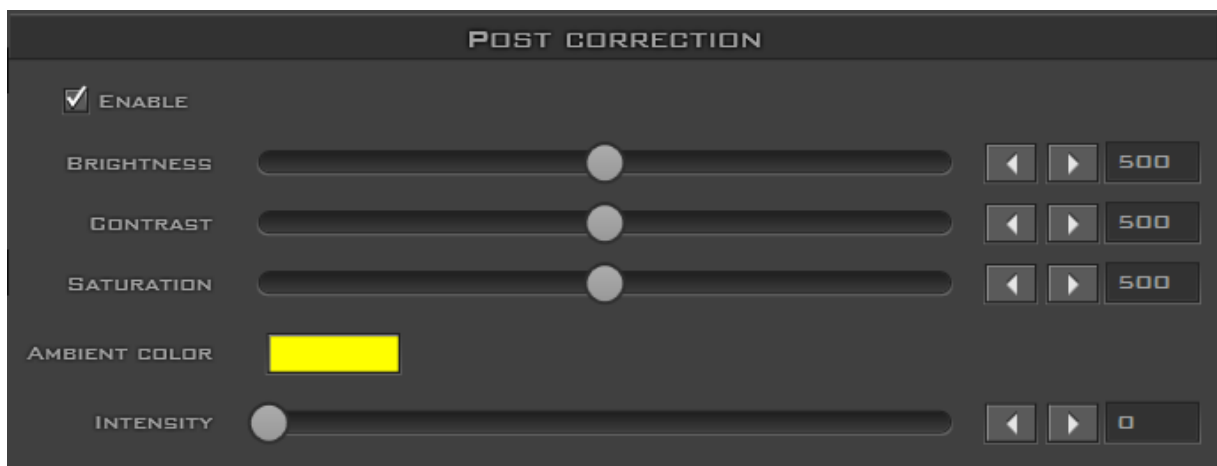 Post correction
Enable
Brightness 500
Contrast 500
Saturation 500
Ambient color
Intensity 0